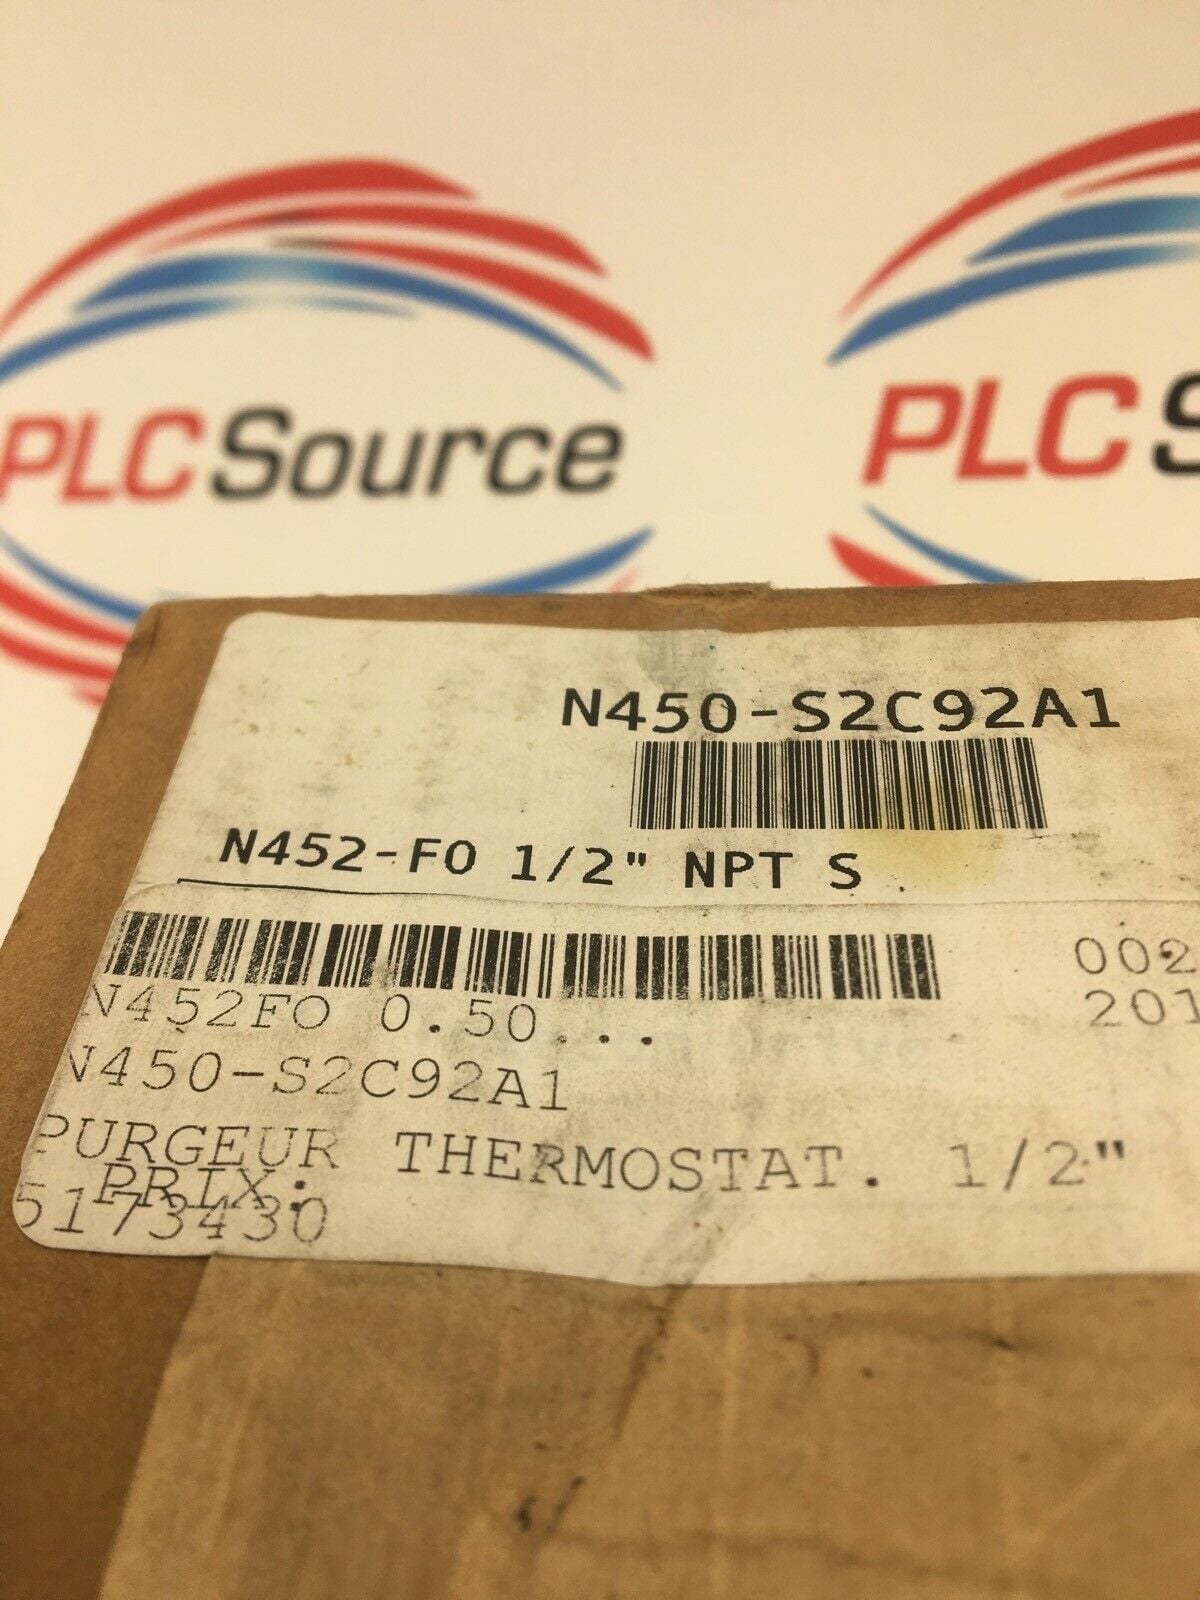 PLCSource
PLCS
N450-S2C92A1
N452-FO 1/2" NPT S
002
N452FO 0.50...
201
N450-S2C92A1
PURGEUR THERMOSTAT. 1/2"
PRIX:
5173430